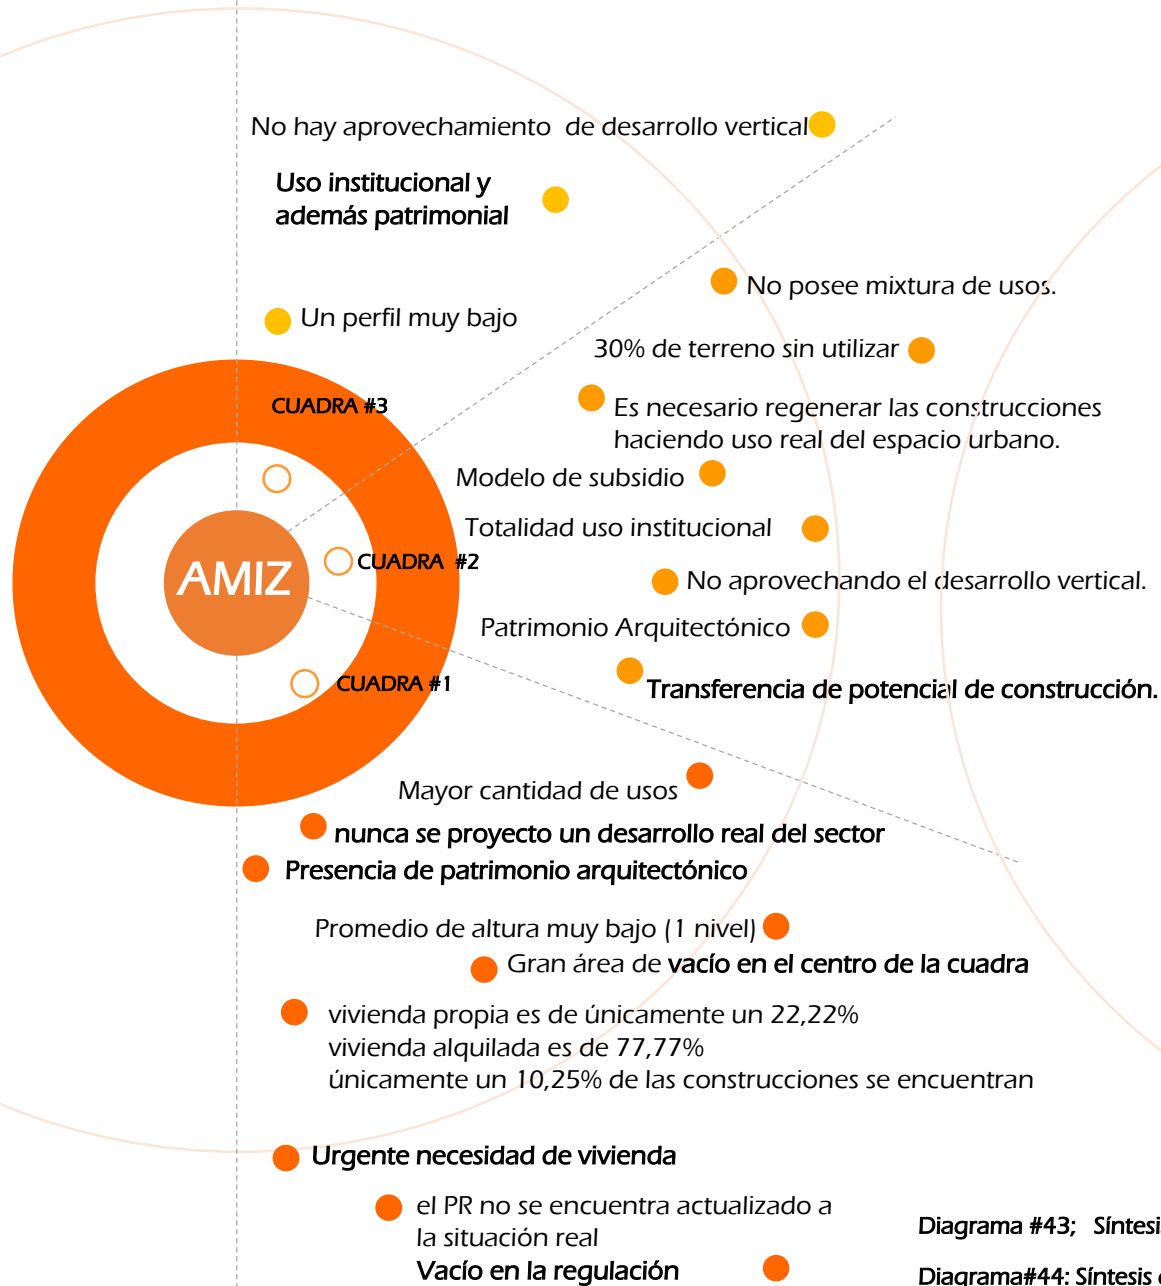 No hay aprovechamiento de desarrollo vertical
Uso institucional y
además patrimonial
No posee mixtura de usos.
Un perfil muy bajo
30% de terreno sin utilizar
CUADRA #3
Es necesario regenerar las construcciones
haciendo uso real del espacio urbano.
Modelo de subsidio
Totalidad uso institucional
CUADRA #2
AMIZ
No aprovechando el desarrollo vertical.
Patrimonio Arquitectónico
CUADRA #1
Transferencia de potencial de construcción.
Mayor cantidad de usos
nunca se proyecto un desarrollo real del sector
Presencia de patrimonio arquitectónico
Promedio de altura muy bajo (1 nivel)
Gran área de vacío en el centro de la cuadra
vivienda propia es de únicamente un 22,22%
vivienda alquilada es de 77,77%
únicamente un 10,25% de las construcciones se encuentran
Urgente necesidad de vivienda
el PR no se encuentra actualizado a
la situación real
Vacío en la regulación
Diagrama #43; Síntesi
Diagrama#44: Síntesis